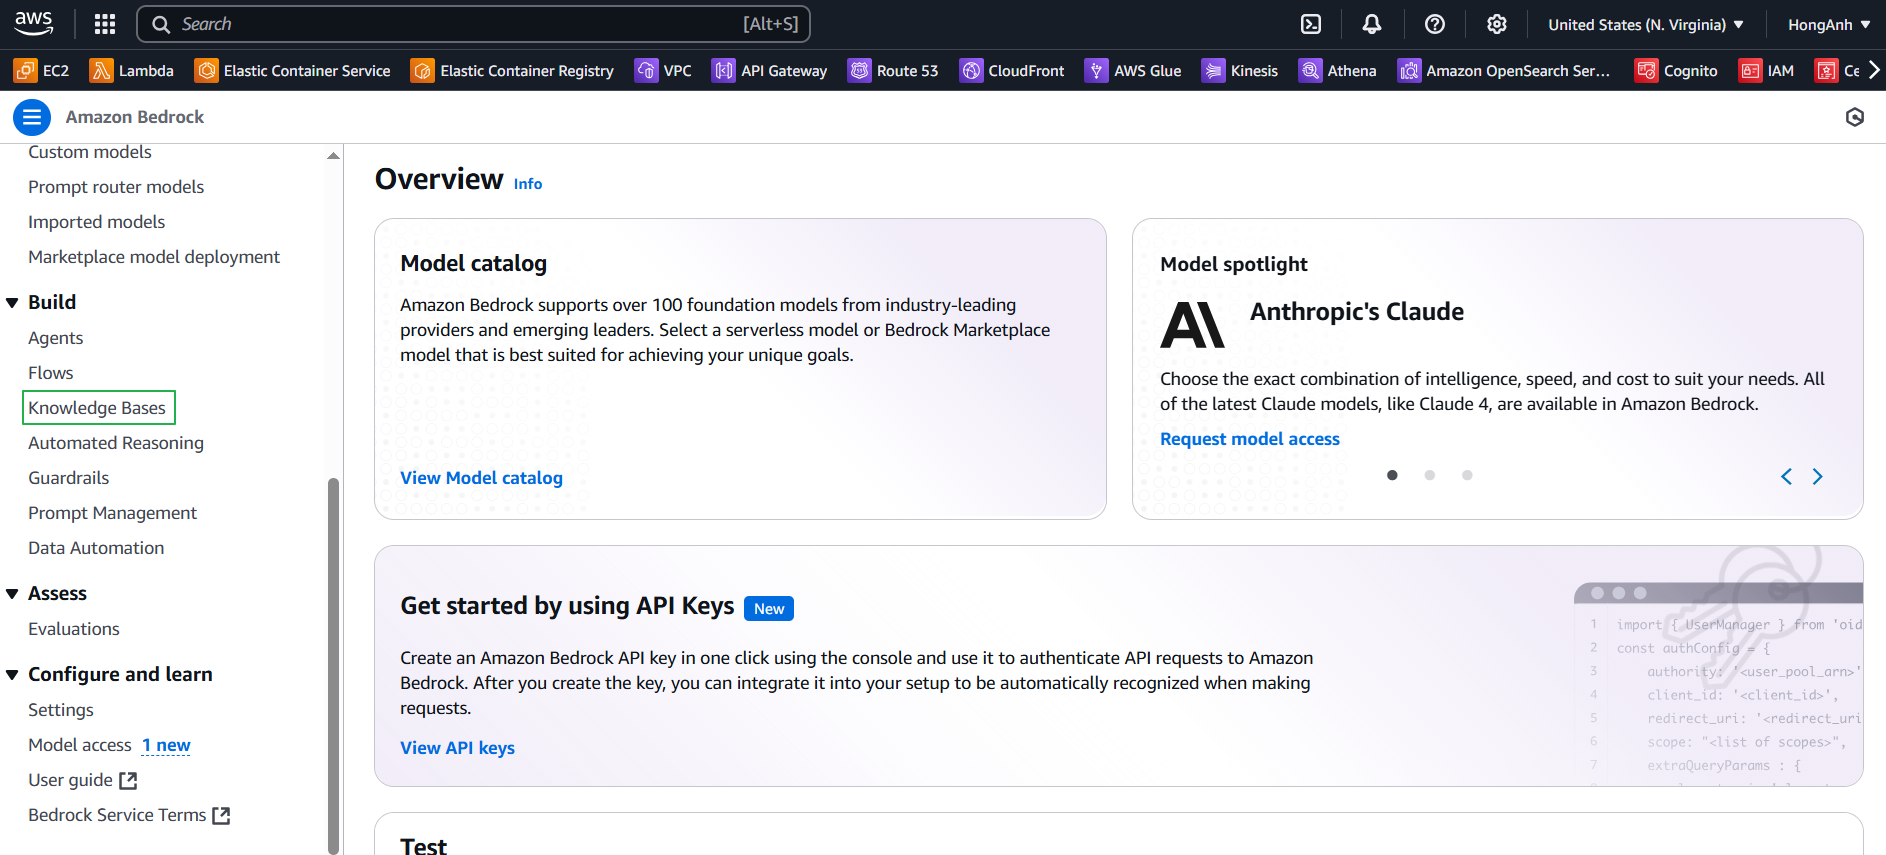 aws
Search [Alt+S]
United States (N. Virginia)
HongAnh
EC2
Lambda
Elastic Container Service
Elastic Container Registry
VPC
API Gateway
Route 53
CloudFront
AWS Glue
Kinesis
Athena
Amazon OpenSearch Ser...
Cognito
IAM
Ce
Amazon Bedrock
Custom models
Prompt router models
Imported models
Marketplace model deployment
Build
Agents
Flows
Knowledge Bases
Automated Reasoning
Guardrails
Prompt Management
Data Automation
Assess
Evaluations
Configure and learn
Settings
Model access 1 new
User guide
Bedrock Service Terms
Overview Info
Model catalog
Amazon Bedrock supports over 100 foundation models from industry-leading
providers and emerging leaders. Select a serverless model or Bedrock Marketplace
model that is best suited for achieving your unique goals.
View Model catalog
Model spotlight
Anthropic's Claude
Choose the exact combination of intelligence, speed, and cost to suit your needs. All
of the latest Claude models, like Claude 4, are available in Amazon Bedrock.
Request model access
Get started by using API Keys New
Create an Amazon Bedrock API key in one click using the console and use it to authenticate API requests to Amazon
Bedrock. After you create the key, you can integrate it into your setup to be automatically recognized when making
requests.
View API keys
1 import { UserManager } from 'oid
2 const authConfig = {
3 authority: '<user_pool_arn>'
4 client_id: '<client_id>',
5 redirect_uri: '<redirect_uri
6 scope: "<list of scopes>",
7 extraQueryParams : {
Test